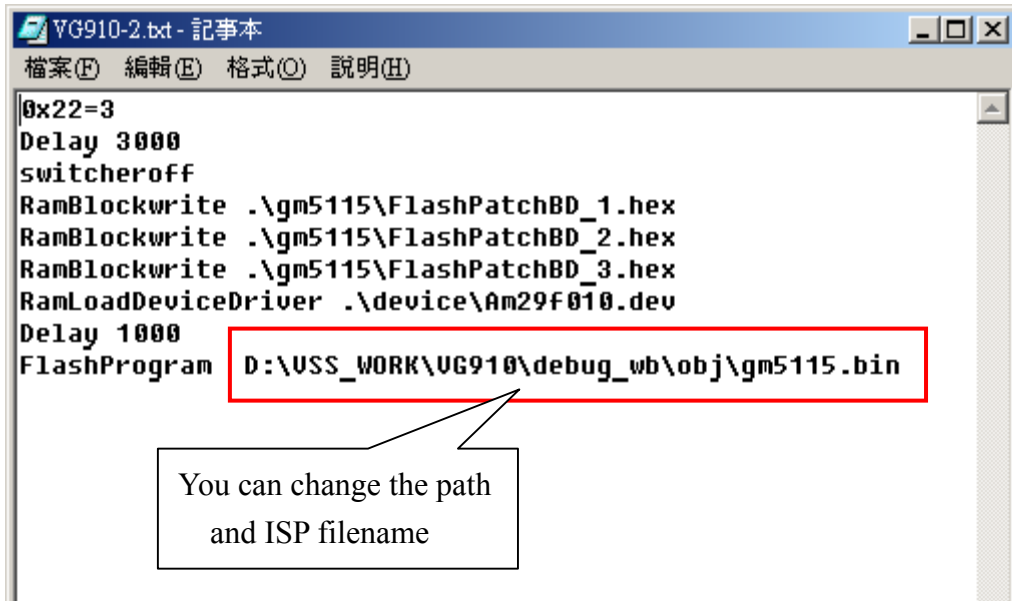 VG910-2.txt - 記事本
檔案(F) 編輯(E) 格式(O) 說明(H)
0x22=3
Delay 3000
switcheroff
RamBlockwrite .\gm5115\FlashPatchBD_1.hex
RamBlockwrite .\gm5115\FlashPatchBD_2.hex
RamBlockwrite .\gm5115\FlashPatchBD_3.hex
RamLoadDeviceDriver .\device\Am29f010.dev
Delay 1000
FlashProgram D:\VSS_WORK\VG910\debug_wb\obj\gm5115.bin
You can change the path
and ISP filename